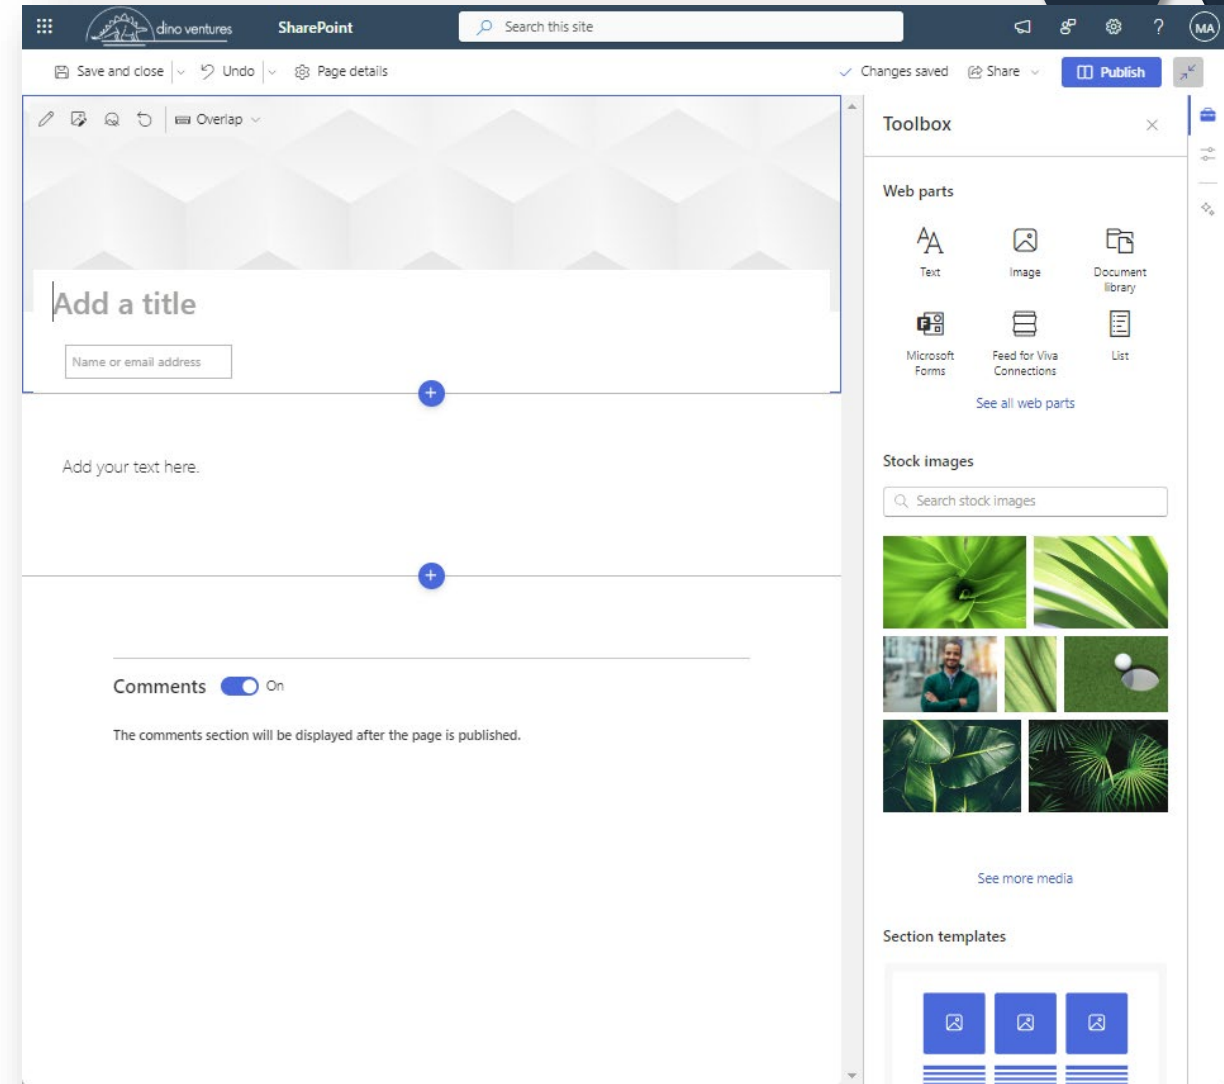 dino ventures SharePoint Search this site ? MA
Save and close Undo Page details Changes saved Share Publish
Overlap
Add a title
Name or email address
Add your text here.
Comments On
The comments section will be displayed after the page is published.
Toolbox
Web parts
Text Image Document
library
Microsoft Feed for Viva List
Forms Connections
See all web parts
Stock images
Search stock images
See more media
Section templates